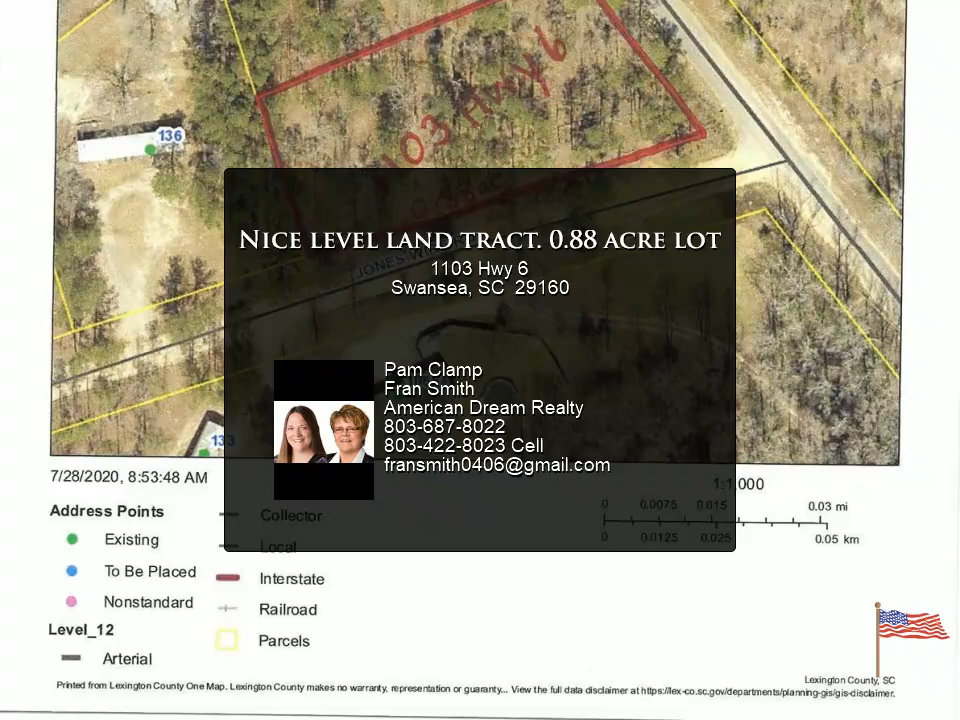 1103 Hwy 6
136
0.88 ac
NICE LEVEL LAND TRACT. 0.88 ACRE LOT
1103 Hwy 6
Swansea, SC 29160
Pam Clamp
Fran Smith
American Dream Realty
803-687-8022
803-422-8023 Cell
fransmith0406@gmail.com
133
7/28/2020, 8:53:48 AM
1:1,000
0 0.0075 0.015 0.03 mi
0 0.0125 0.025 0.05 km
Address Points
Existing
To Be Placed
Nonstandard
Level_12
Arterial
Collector
Local
Interstate
Railroad
Parcels
Lexington County, SC
Printed from Lexington County One Map. Lexington County makes no warranty, representation or guaranty... View the full data disclaimer at https://lex-co.sc.gov/departments/planning-gis/gis-disclaimer.